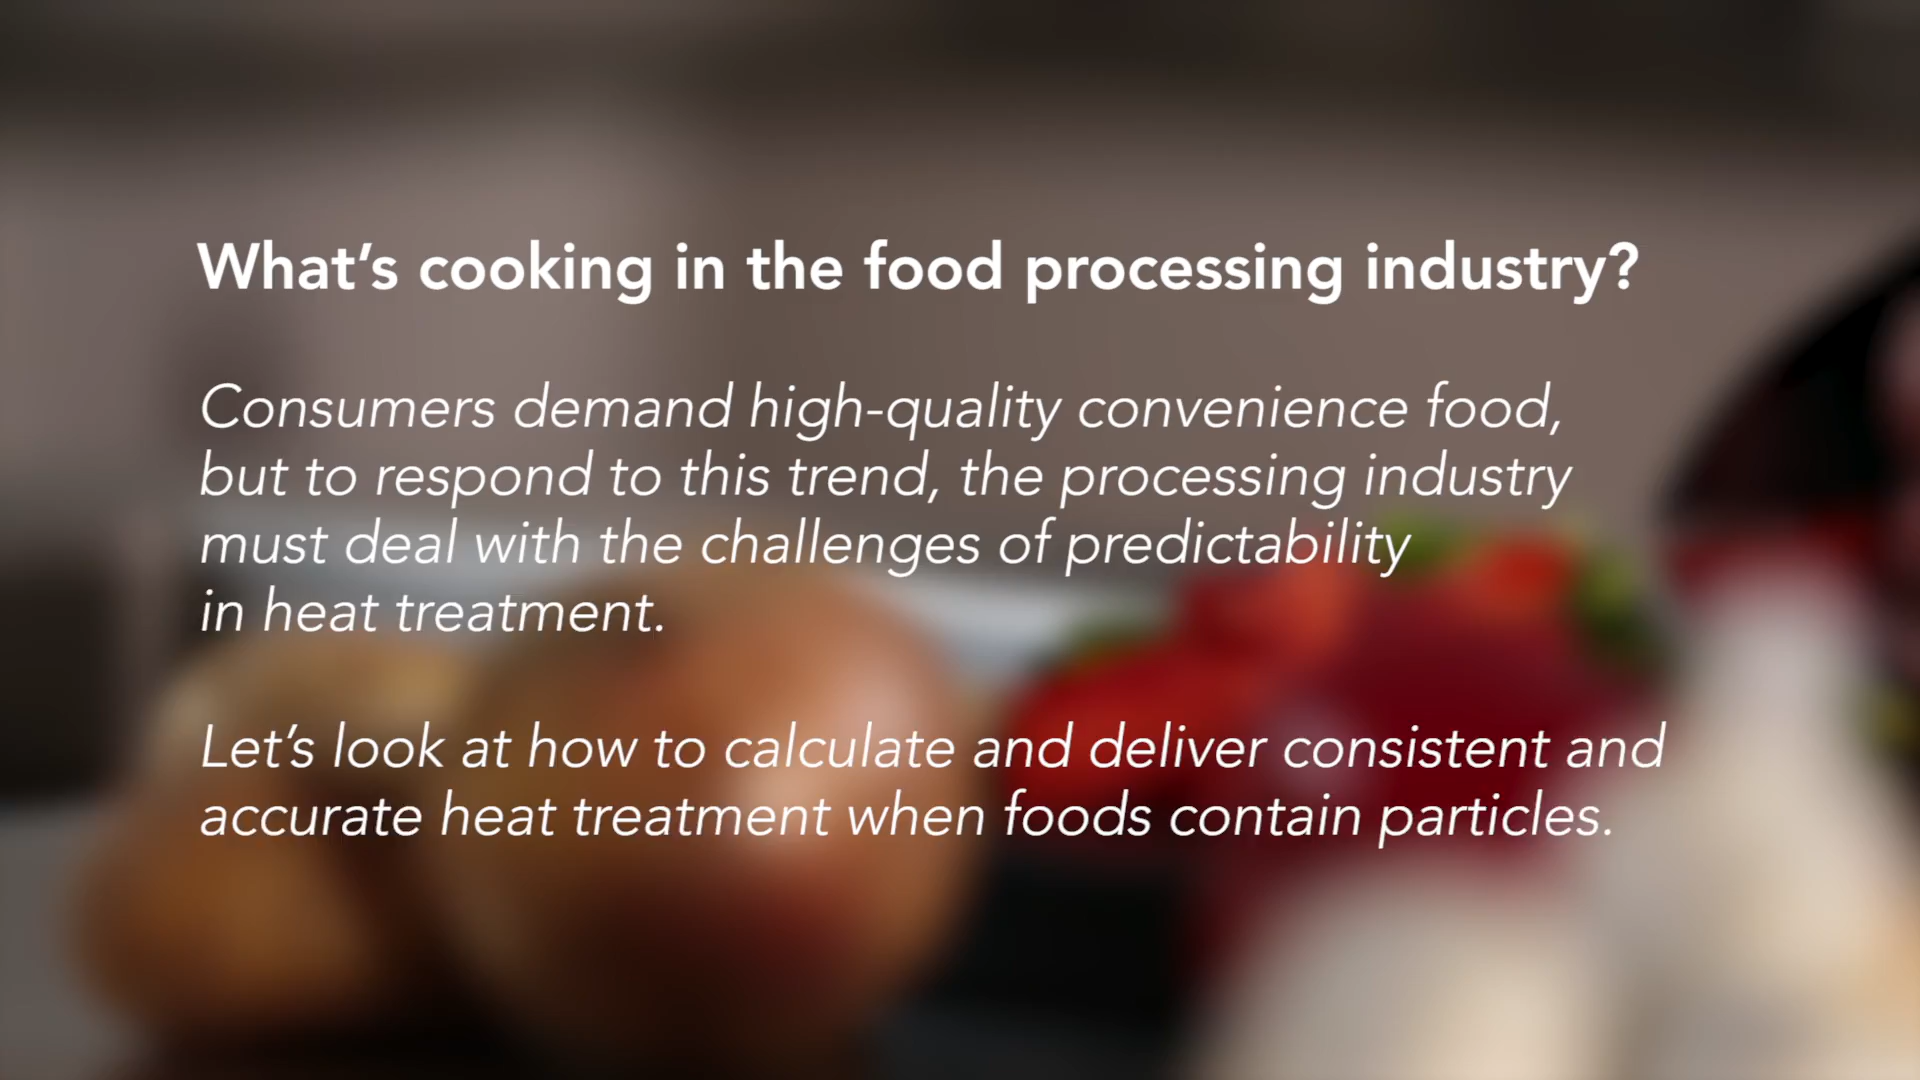 What’s cooking in the food processing industry?
Consumers demand high-quality convenience food,
but to respond to this trend, the processing industry
must deal with the challenges of predictability
in heat treatment.
Let’s look at how to calculate and deliver consistent and
accurate heat treatment when foods contain particles.